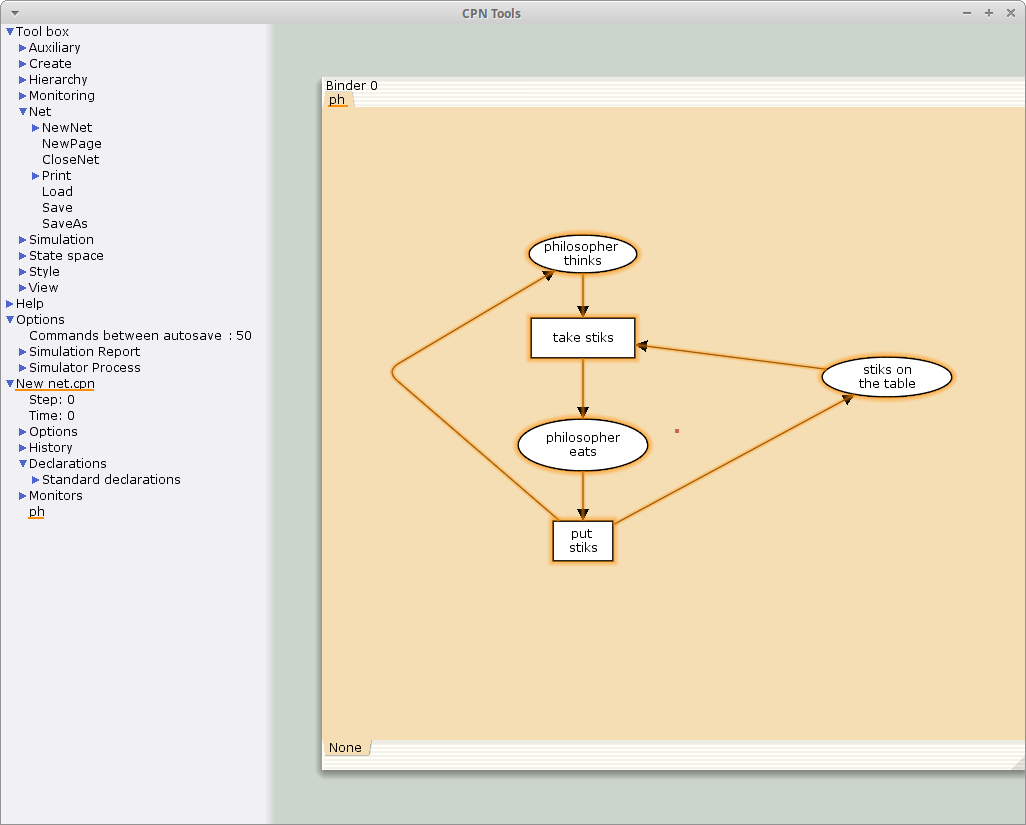 CPN Tools
Tool box
Auxiliary
Create
Hierarchy
Monitoring
Net
NewNet
NewPage
CloseNet
Print
Load
Save
SaveAs
Simulation
State space
Style
View
Help
Options
Commands between autosave : 50
Simulation Report
Simulator Process
New net.cpn
Step: 0
Time: 0
Options
History
Declarations
Standard declarations
Monitors
ph
Binder 0
ph
philosopher
thinks
take stiks
stiks on
the table
philosopher
eats
put
stiks
None